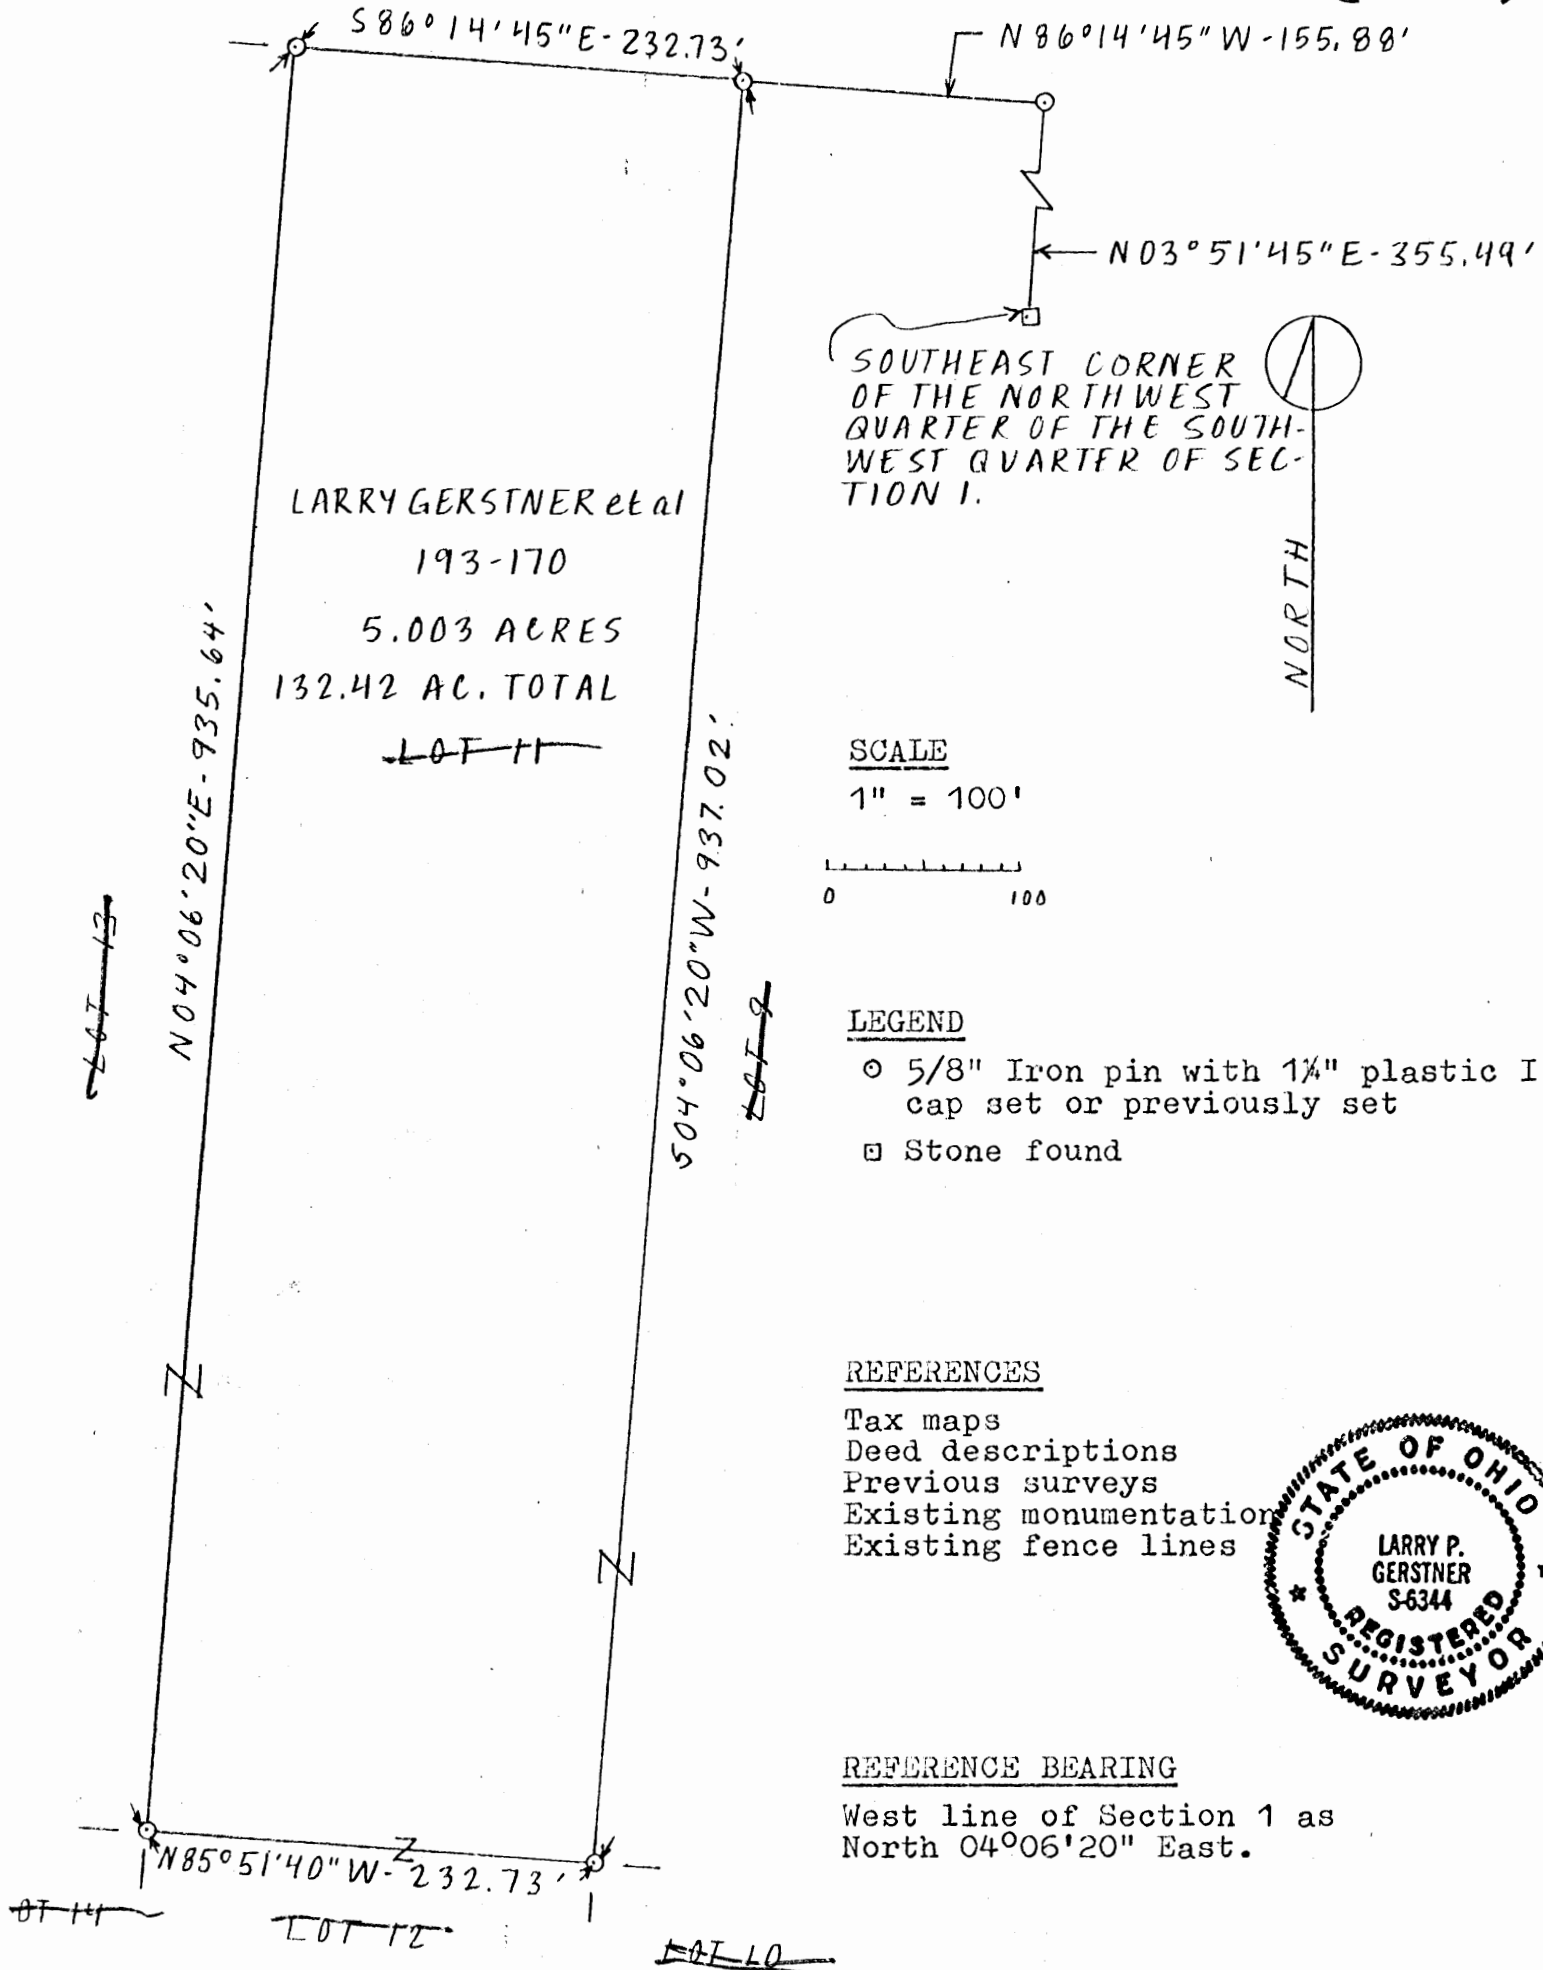 S86°14'45"E-232.73'
N86°14'45"W-155.88'
N03°51'45"E-355.49'
SOUTHEAST CORNER
OF THE NORTHWEST
QUARTER OF THE SOUTH-
WEST QUARTER OF SEC-
TION 1.
NORTH
LARRY GERSTNER et al
193-170
5.003 ACRES
132.42 AC. TOTAL
LOT 11
N04°06'20"E-935.64'
S04°06'20"W-937.02'
LOT 13
LOT 9
SCALE
1" = 100'
0 100
LEGEND
5/8" Iron pin with 1¼" plastic I
cap set or previously set
Stone found
REFERENCES
Tax maps
Deed descriptions
Previous surveys
Existing monumentation
Existing fence lines
STATE OF OHIO
LARRY P.
GERSTNER
S-6344
REGISTERED
SURVEYOR
REFERENCE BEARING
West line of Section 1 as
North 04°06'20" East.
N85°51'40"W-232.73'
OT 14
LOT 12
LOT 10